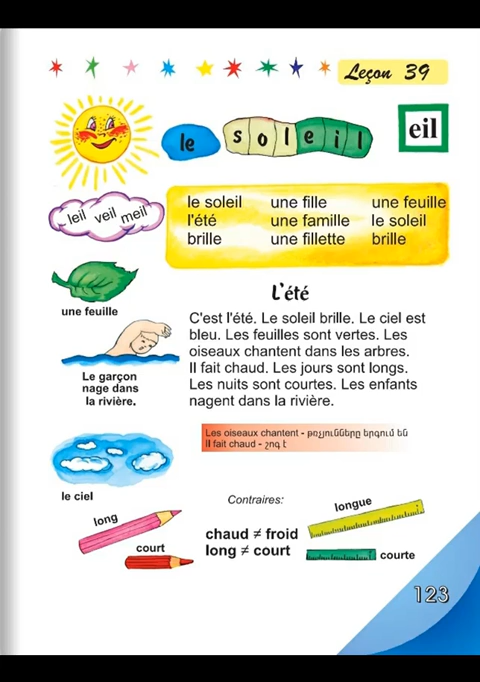 Leçon 39
le soleil
eil
leil veil meil
le soleil une fille une feuille
l'été une famille le soleil
brille une fillette brille
une feuille
L'été
C'est l'été. Le soleil brille. Le ciel est
bleu. Les feuilles sont vertes. Les
oiseaux chantent dans les arbres.
Il fait chaud. Les jours sont longs.
Les nuits sont courtes. Les enfants
nagent dans la rivière.
Le garçon
nage dans
la rivière.
Les oiseaux chantent - թռչունները երգում են
Il fait chaud - շոգ է
le ciel
Contraires:
long
court
chaud ≠ froid
long ≠ court
longue
courte
123